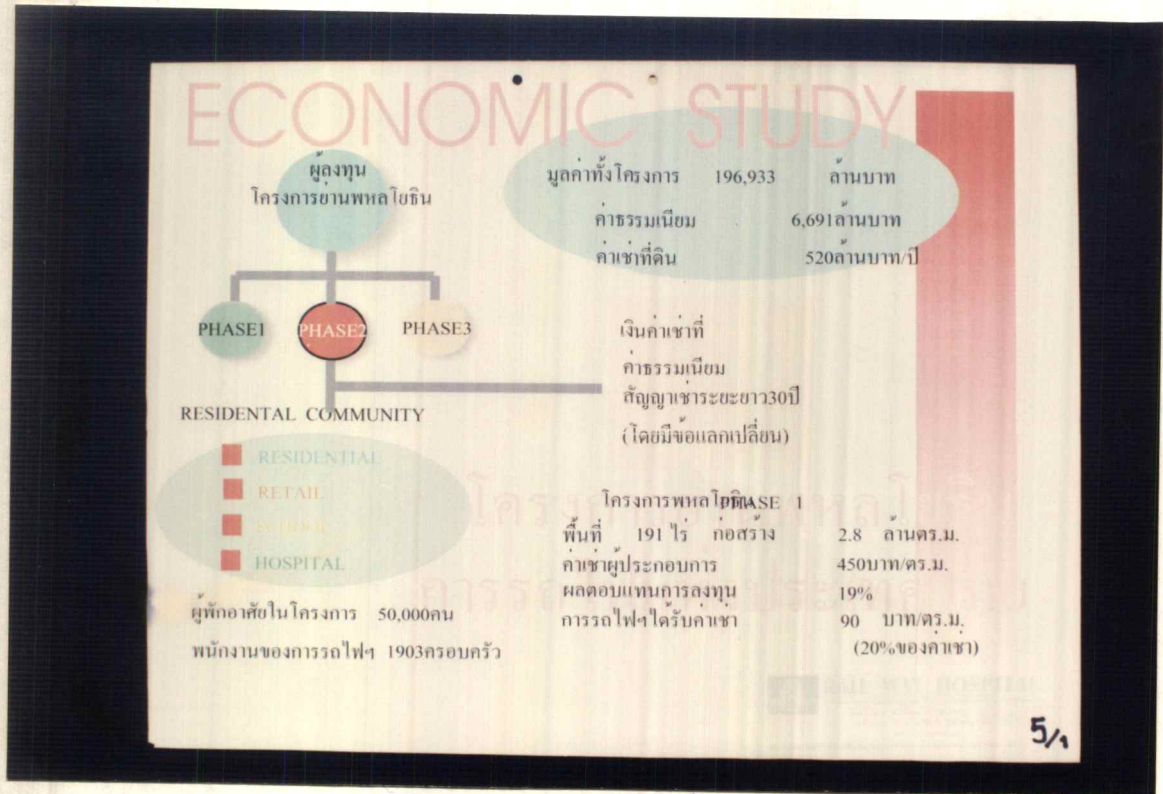 ECONOMIC STUDY
ผู้ลงทุน
โครงการย่านพหลโยธิน
มูลค่าทั้งโครงการ 196,933 ล้านบาท
ค่าธรรมเนียม 6,691ล้านบาท
ค่าเช่าที่ดิน 520ล้านบาท/ปี
PHASE1 PHASE2 PHASE3
เงินค่าเช่าที่
ค่าธรรมเนียม
สัญญาเช่าระยะยาว30ปี
(โดยมีข้อแลกเปลี่ยน)
RESIDENTAL COMMUNITY
RESIDENTIAL
RETAIL
SCHOOL
HOSPITAL
โครงการพหลโยธิน PHASE 1
พื้นที่ 191 ไร่ ก่อสร้าง 2.8 ล้านตร.ม.
ค่าเช่าผู้ประกอบการ 450บาท/ตร.ม.
ผลตอบแทนการลงทุน 19%
การรถไฟฯได้รับค่าเช่า 90 บาท/ตร.ม.
(20%ของค่าเช่า)
ผู้พักอาศัยในโครงการ 50,000คน
พนักงานของการรถไฟฯ 1903ครอบครัว
RAIL WAY HOSPITAL
5/1